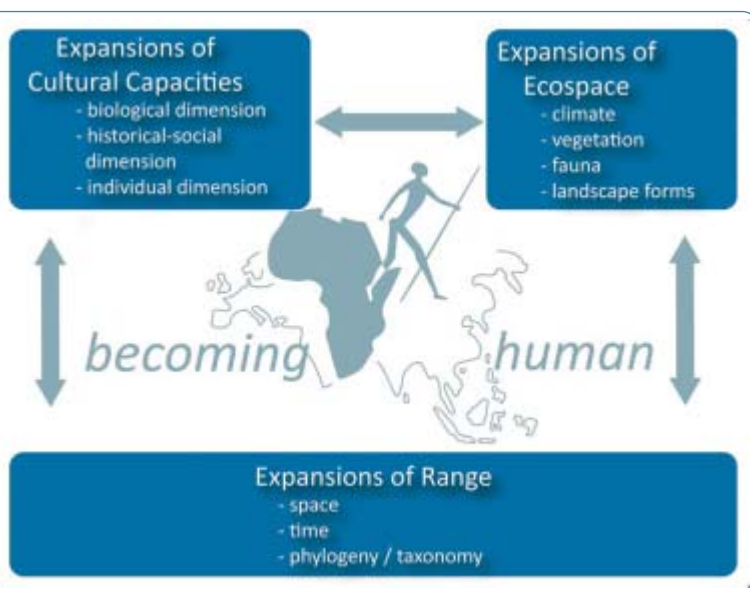 Expansions of
Cultural Capacities
- biological dimension
- historical-social
dimension
- individual dimension
Expansions of
Ecospace
- climate
- vegetation
- fauna
- landscape forms
becoming human
Expansions of Range
- space
- time
- phylogeny / taxonomy